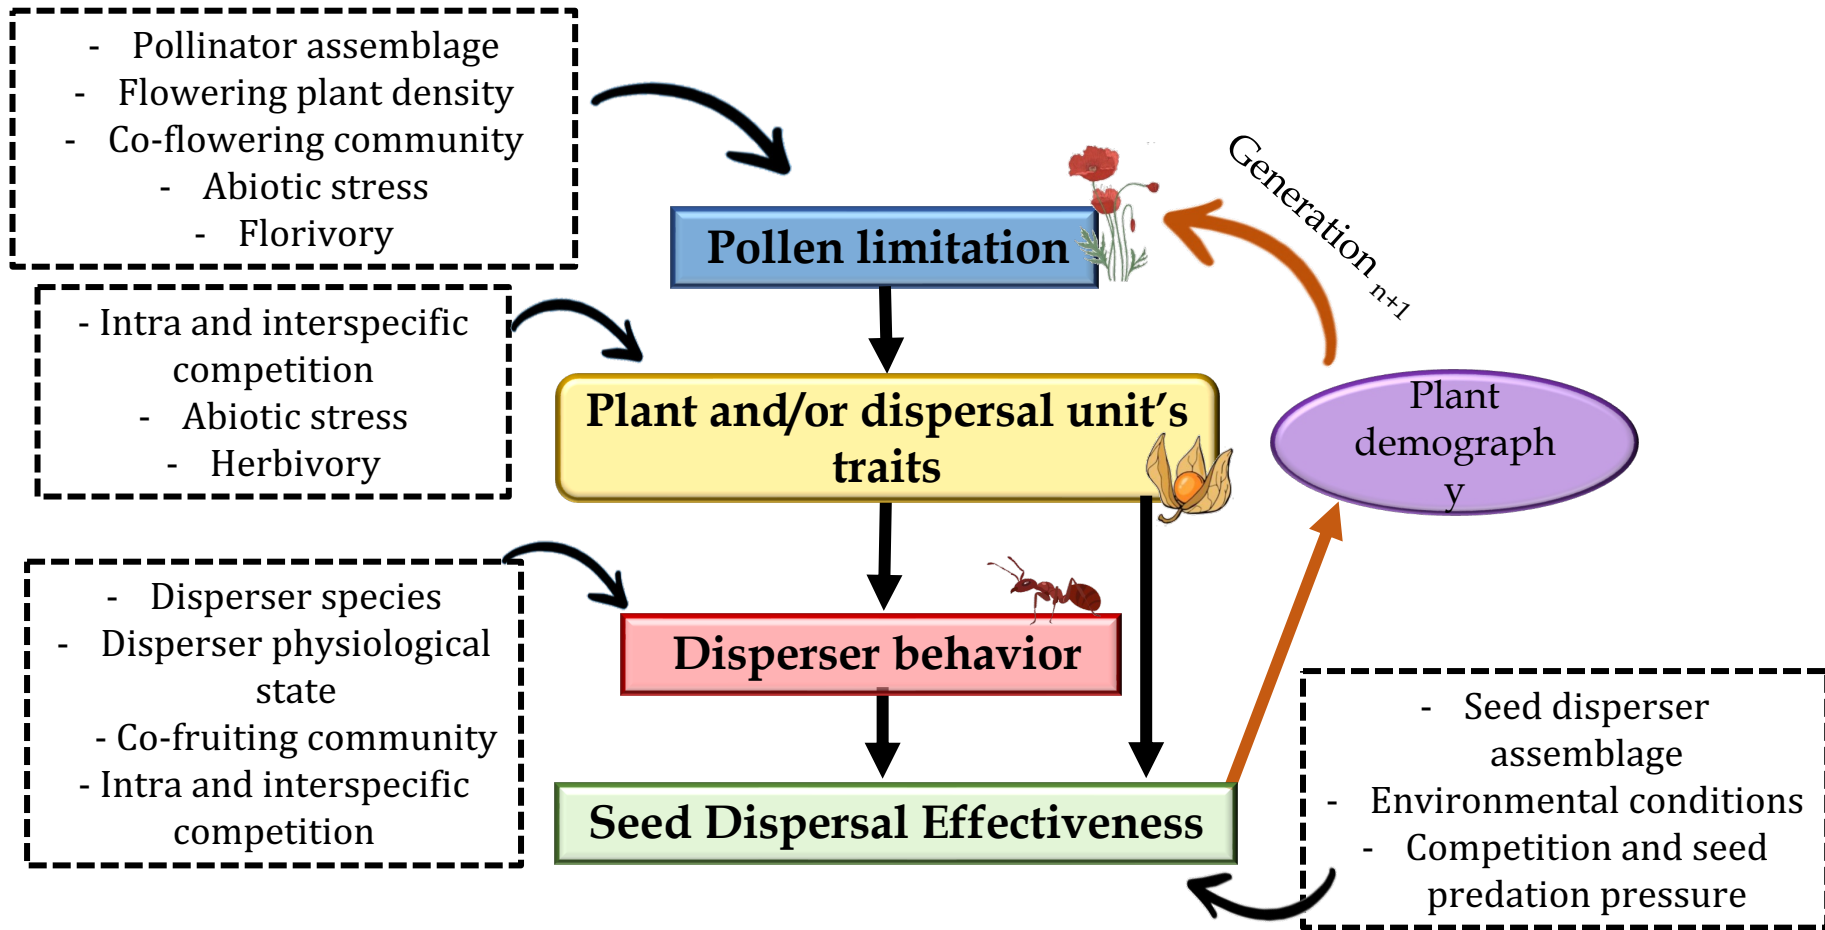 - Pollinator assemblage
- Flowering plant density
- Co-flowering community
- Abiotic stress
- Florivory
Pollen limitation
Generation n+1
- Intra and interspecific
competition
- Abiotic stress
- Herbivory
Plant and/or dispersal unit's
traits
Plant
demograph
y
- Disperser species
- Disperser physiological
state
- Co-fruiting community
- Intra and interspecific
competition
Disperser behavior
Seed Dispersal Effectiveness
- Seed disperser
assemblage
- Environmental conditions
- Competition and seed
predation pressure